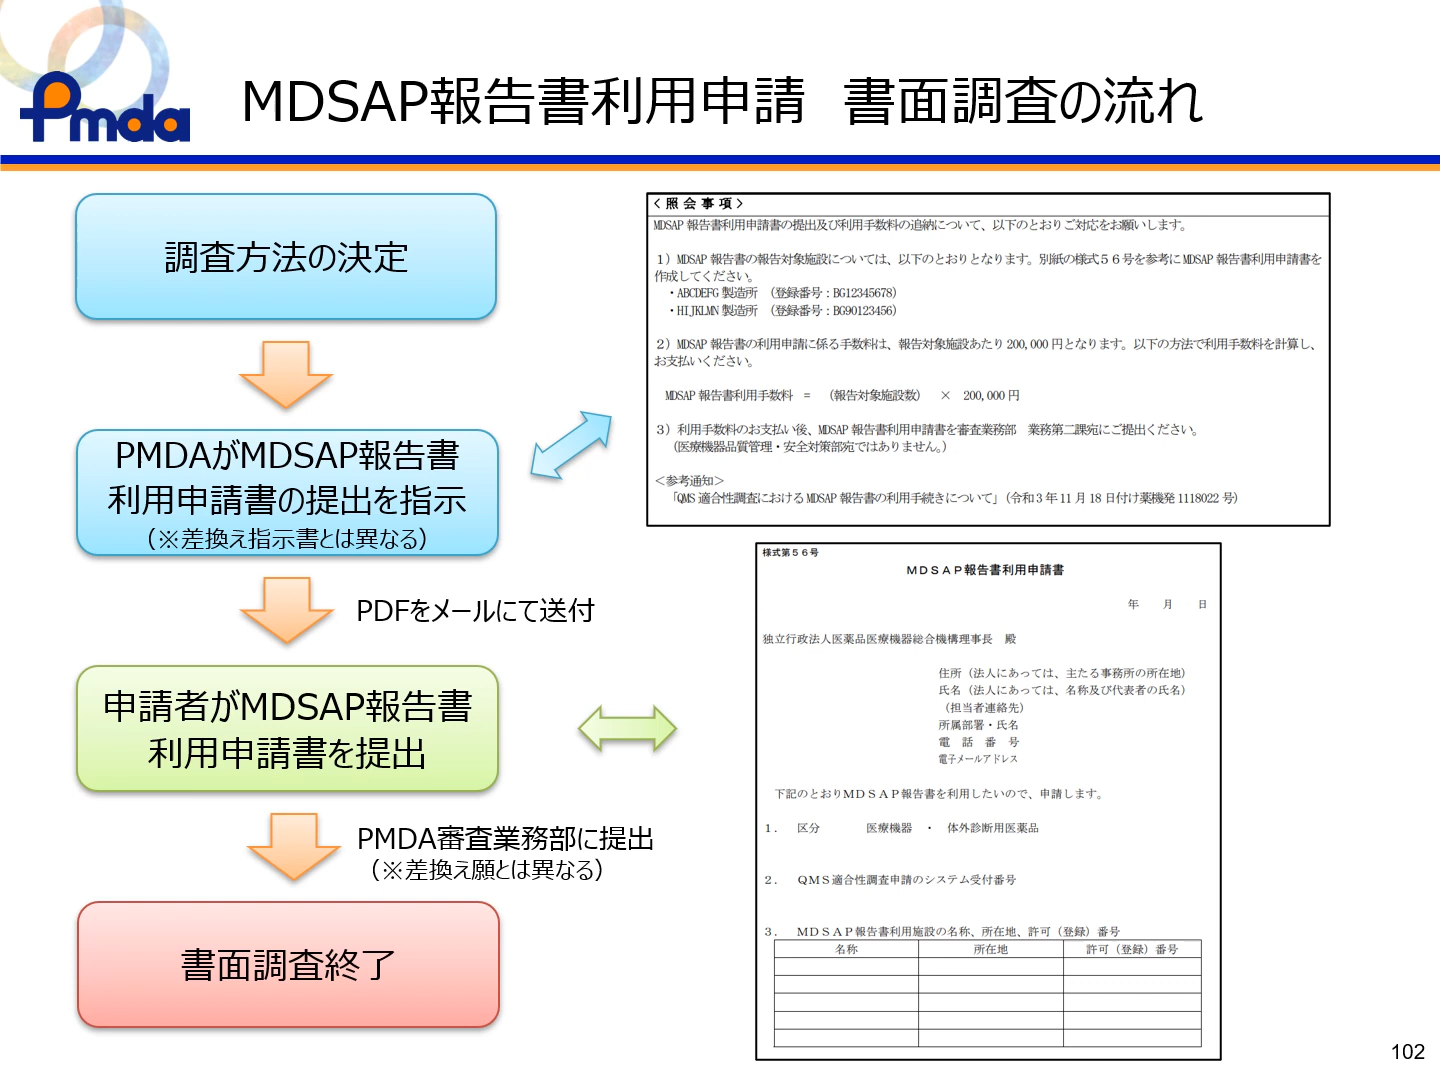 Pmda
MDSAP報告書利用申請　書面調査の流れ
調査方法の決定
PMDAがMDSAP報告書
利用申請書の提出を指示
（※差換え指示書とは異なる）
PDFをメールにて送付
申請者がMDSAP報告書
利用申請書を提出
PMDA審査業務部に提出
（※差換え願とは異なる）
書面調査終了
＜照会事項＞
MDSAP 報告書利用申請書の提出及び利用手数料の追納について、以下のとおりご対応をお願いします。
１）MDSAP 報告書の報告対象施設については、以下のとおりとなります。別紙の様式５６号を参考に MDSAP 報告書利用申請書を
作成してください。
・ABCDEFG 製造所　（登録番号：BG12345678）
・HIJKLMN 製造所　（登録番号：BG90123456）
２）MDSAP 報告書の利用申請に係る手数料は、報告対象施設あたり 200,000 円となります。以下の方法で利用手数料を計算し、
お支払いください。
MDSAP 報告書利用手数料　＝　（報告対象施設数）　×　200,000 円
３）利用手数料のお支払い後、MDSAP 報告書利用申請書を審査業務部　業務第二課宛にご提出ください。
（医療機器品質管理・安全対策部宛ではありません。）
＜参考通知＞
「QMS 適合性調査における MDSAP 報告書の利用手続きについて」（令和３年 11 月 18 日付け薬機発 1118022 号）
様式第５６号
ＭＤＳＡＰ報告書利用申請書
年　　月　　日
独立行政法人医薬品医療機器総合機構理事長　殿
住所（法人にあっては、主たる事務所の所在地）
氏名（法人にあっては、名称及び代表者の氏名）
（担当者連絡先）
所属部署・氏名
電　話　番　号
電子メールアドレス
下記のとおりＭＤＳＡＰ報告書を利用したいので、申請します。
１．　区分　　　　医療機器　・　体外診断用医薬品
２．　ＱＭＳ適合性調査申請のシステム受付番号
３．　ＭＤＳＡＰ報告書利用施設の名称、所在地、許可（登録）番号
名称　所在地　許可（登録）番号
102